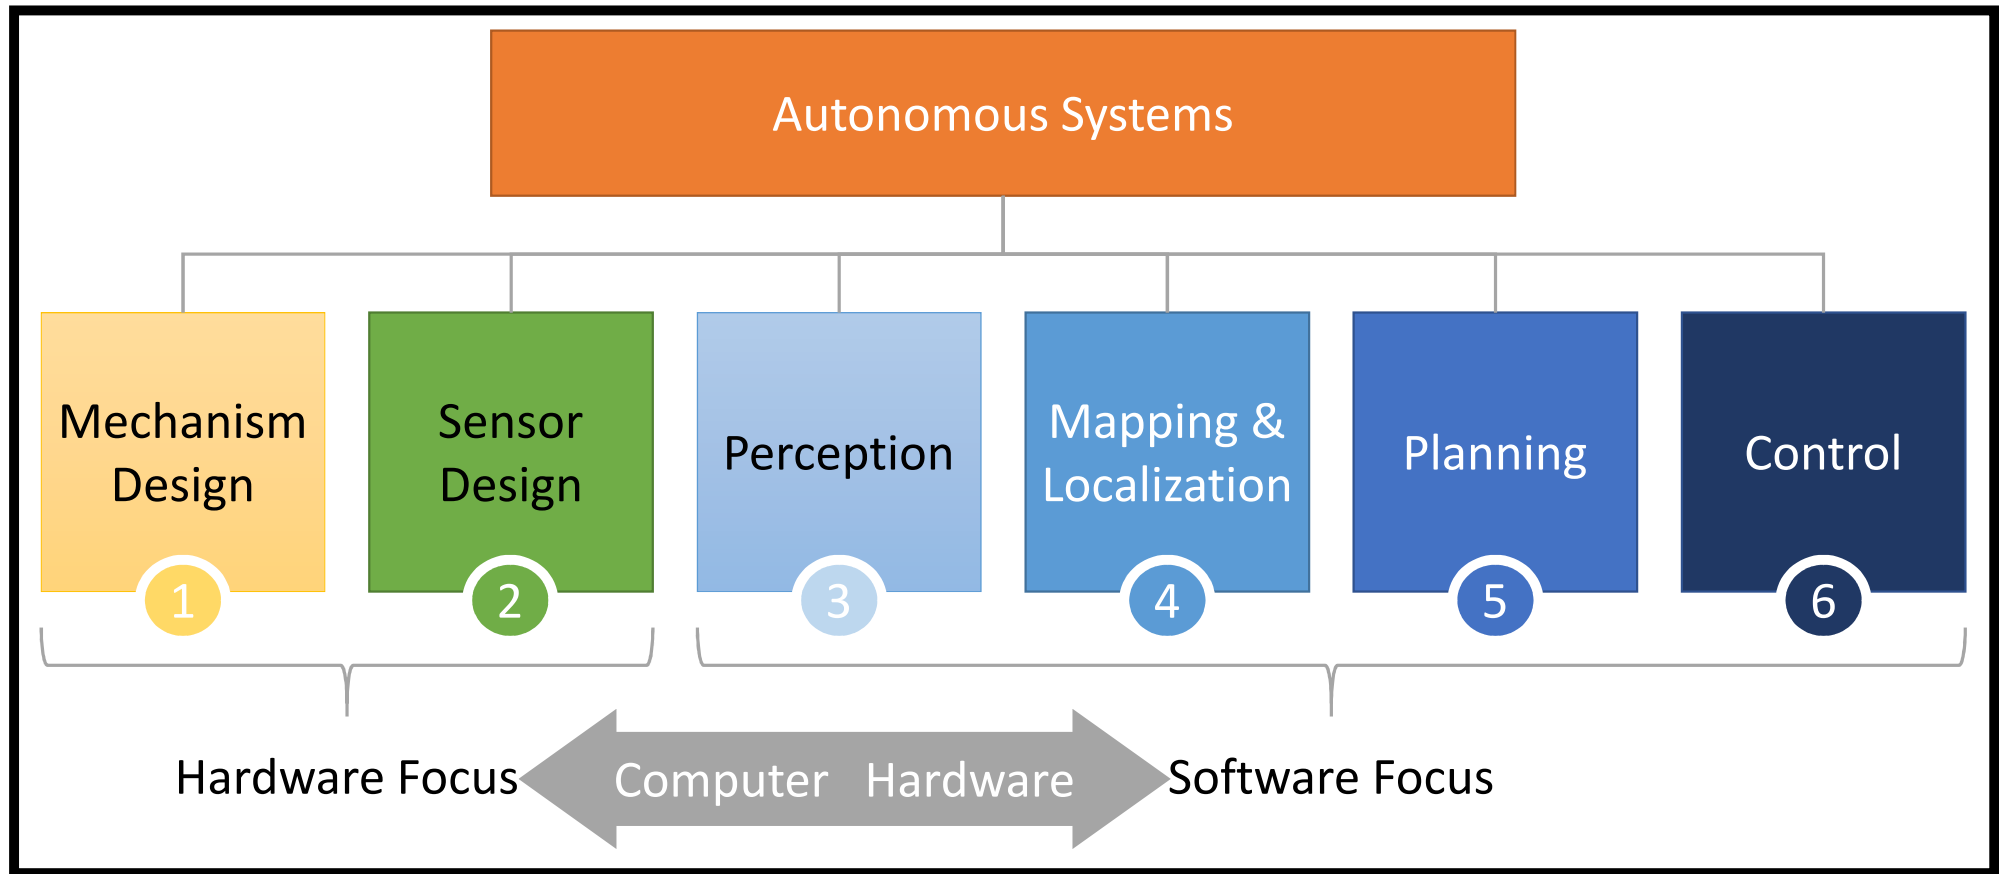 Autonomous Systems
Mechanism
Design
Sensor
Design
Perception
Mapping &
Localization
Planning
Control
1
2
3
4
5
6
Hardware Focus
Computer Hardware
Software Focus